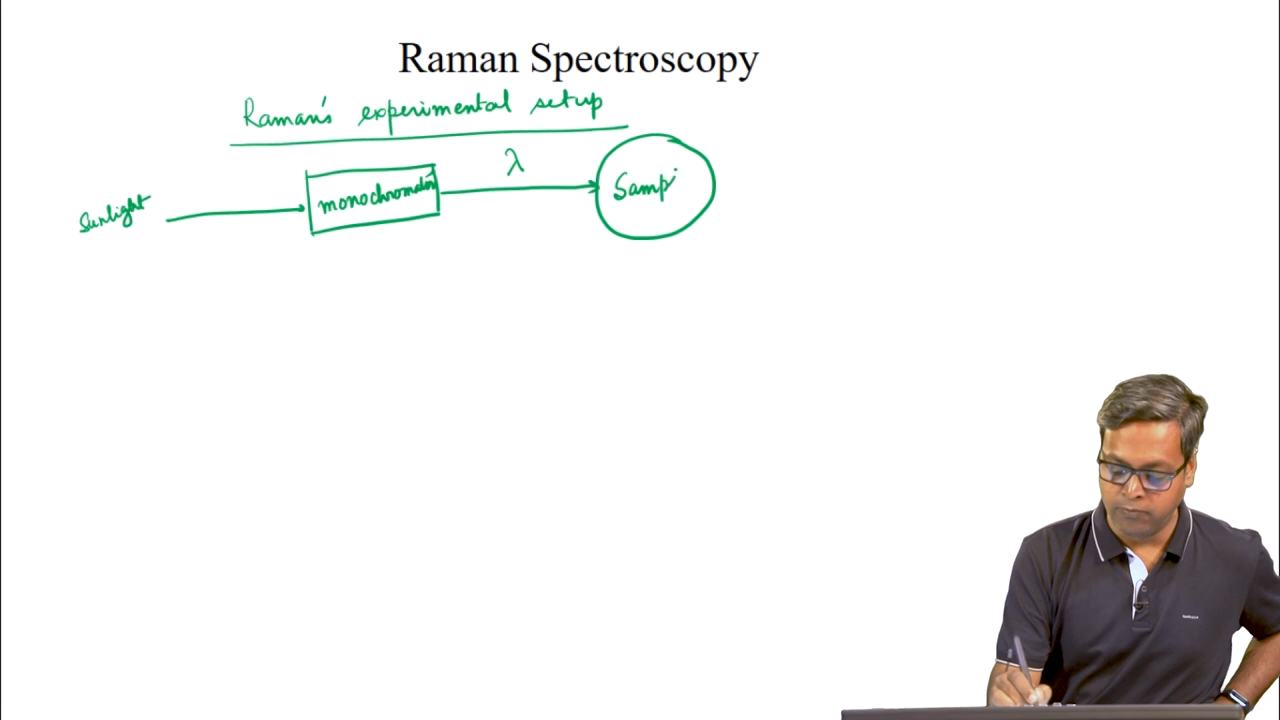 Raman Spectroscopy
Raman's experimental setup
λ
Sunlight
monochromator
Samp